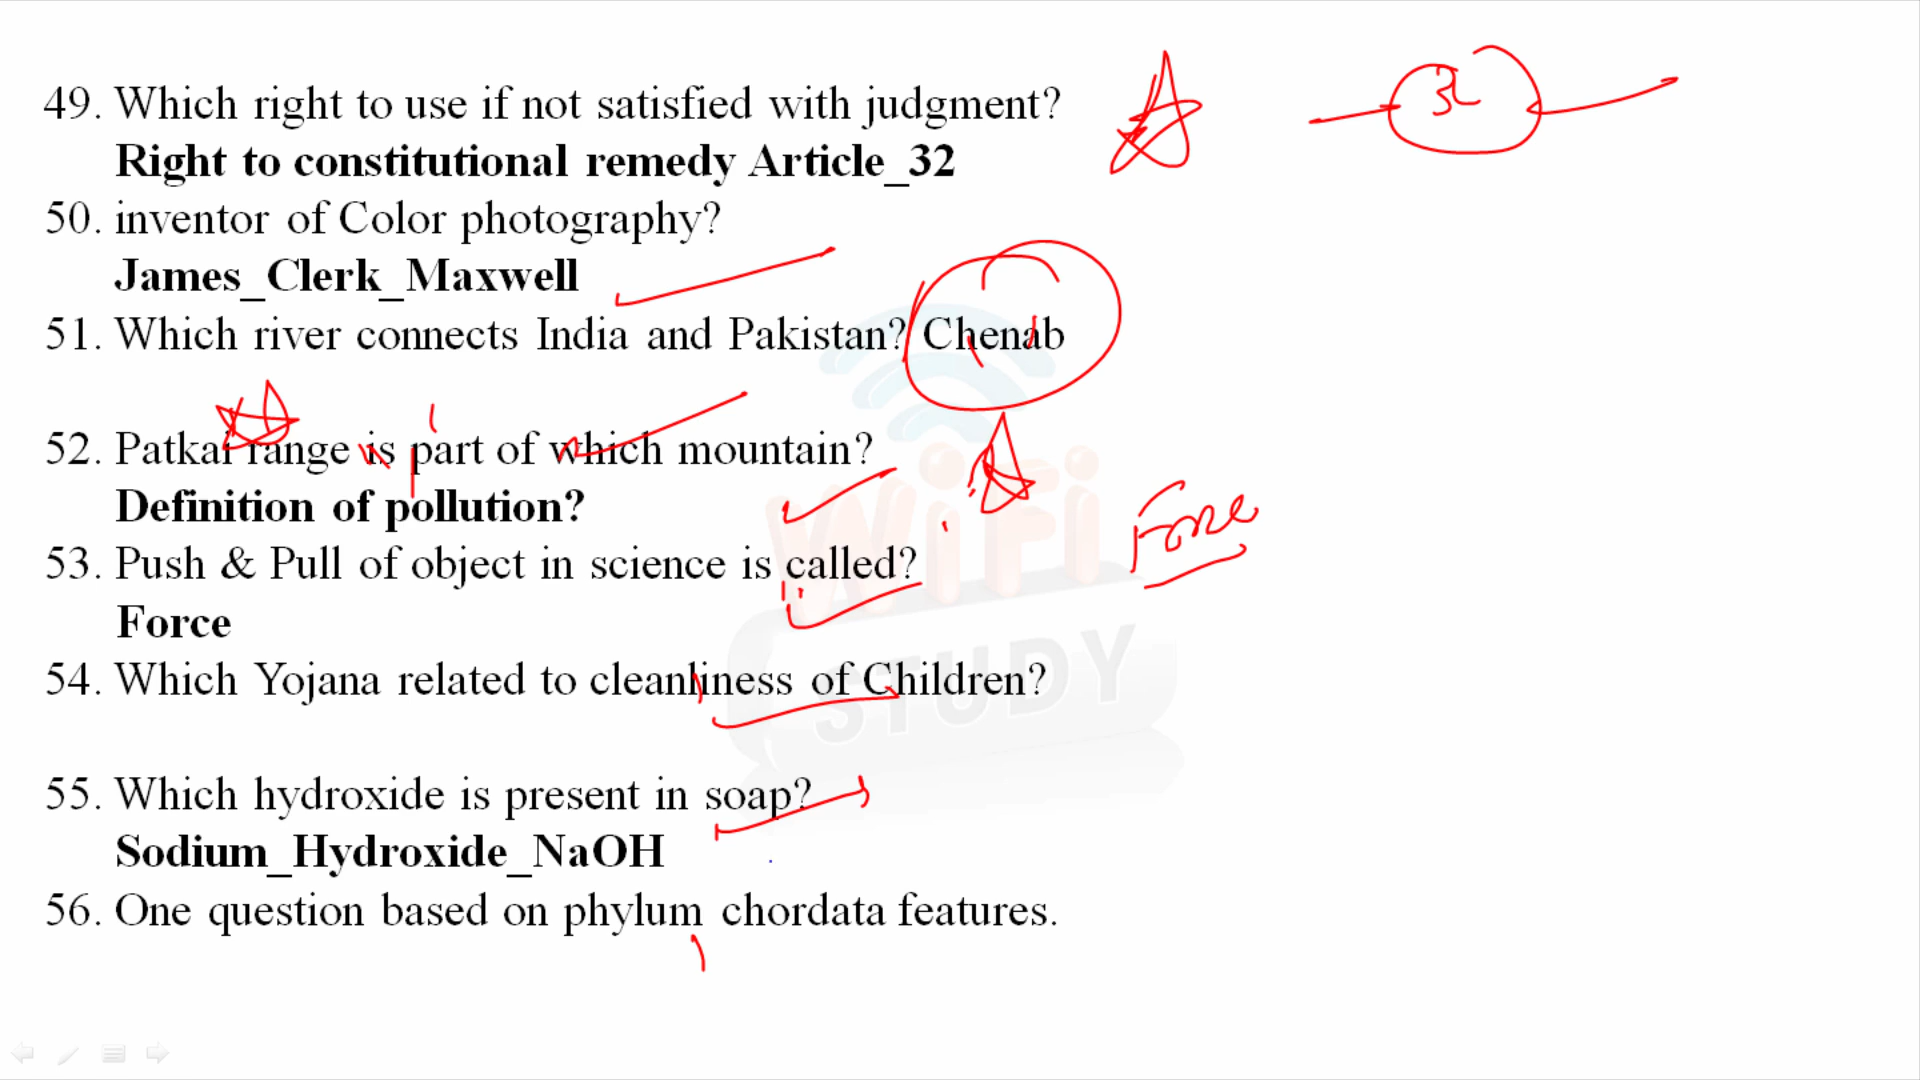 49. Which right to use if not satisfied with judgment?
Right to constitutional remedy Article_32
32
50. inventor of Color photography?
James_Clerk_Maxwell
51. Which river connects India and Pakistan? Chenab
52. Patkai range is part of which mountain?
Definition of pollution?
53. Push & Pull of object in science is called?
Force
Force
54. Which Yojana related to cleanliness of Children?
55. Which hydroxide is present in soap?
Sodium_Hydroxide_NaOH
56. One question based on phylum chordata features.
WiFi
STUDY